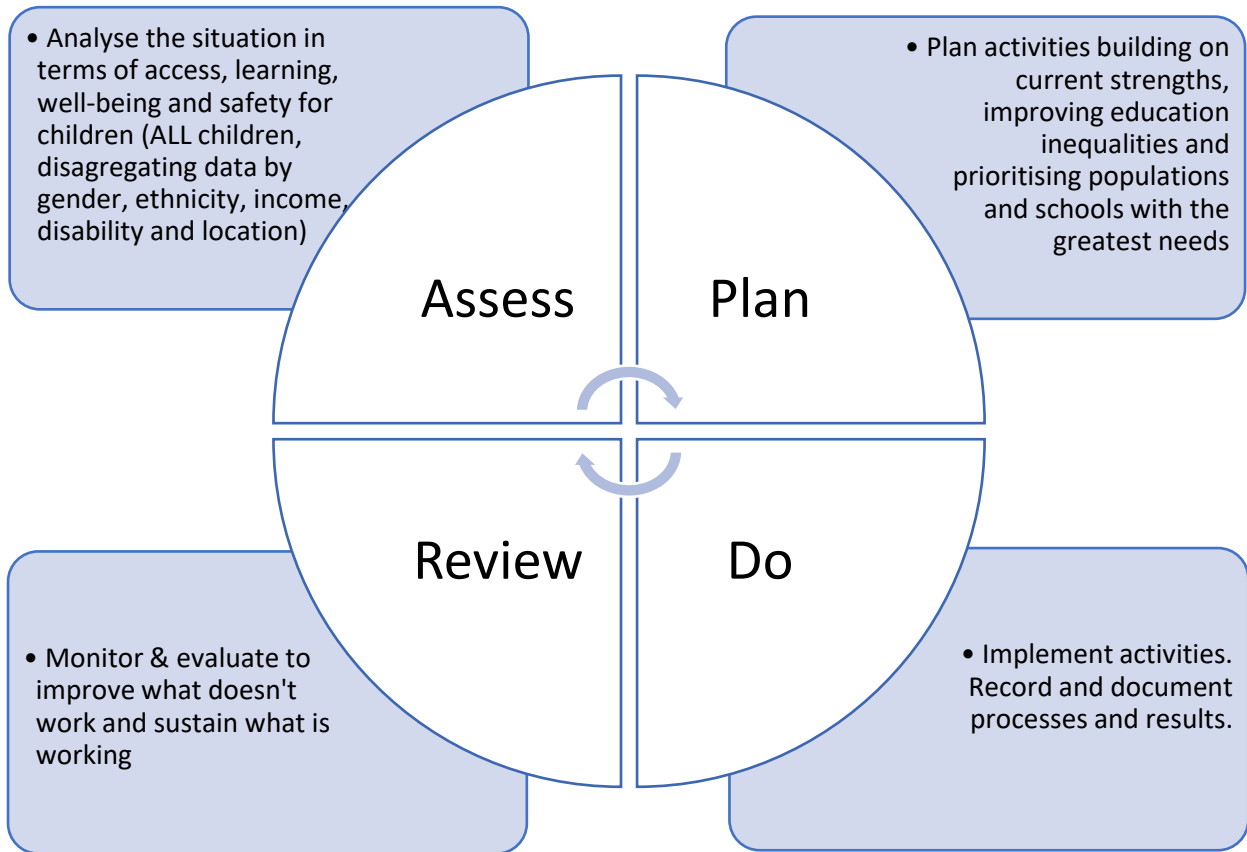 • Analyse the situation in
terms of access, learning,
well-being and safety for
children (ALL children,
disagregating data by
gender, ethnicity, income,
disability and location)
• Plan activities building on
current strengths,
improving education
inequalities and
prioritising populations
and schools with the
greatest needs
Assess
Plan
Review
Do
• Monitor & evaluate to
improve what doesn't
work and sustain what is
working
• Implement activities.
Record and document
processes and results.